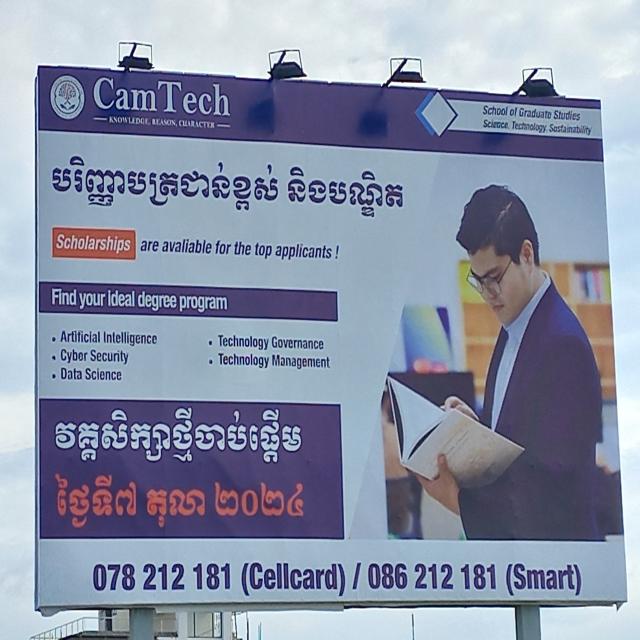 CamTech
KNOWLEDGE, REASON, CHARACTER
School of Graduate Studies
Science, Technology, Sustainability
បរិញ្ញាបត្រជាន់ខ្ពស់ និងបណ្ឌិត
Scholarships are avaliable for the top applicants !
Find your ideal degree program
• Artificial Intelligence
• Cyber Security
• Data Science
• Technology Governance
• Technology Management
វគ្គសិក្សាថ្មីចាប់ផ្ដើម
ថ្ងៃទី៧ តុលា ២០២៤
078 212 181 (Cellcard) / 086 212 181 (Smart)